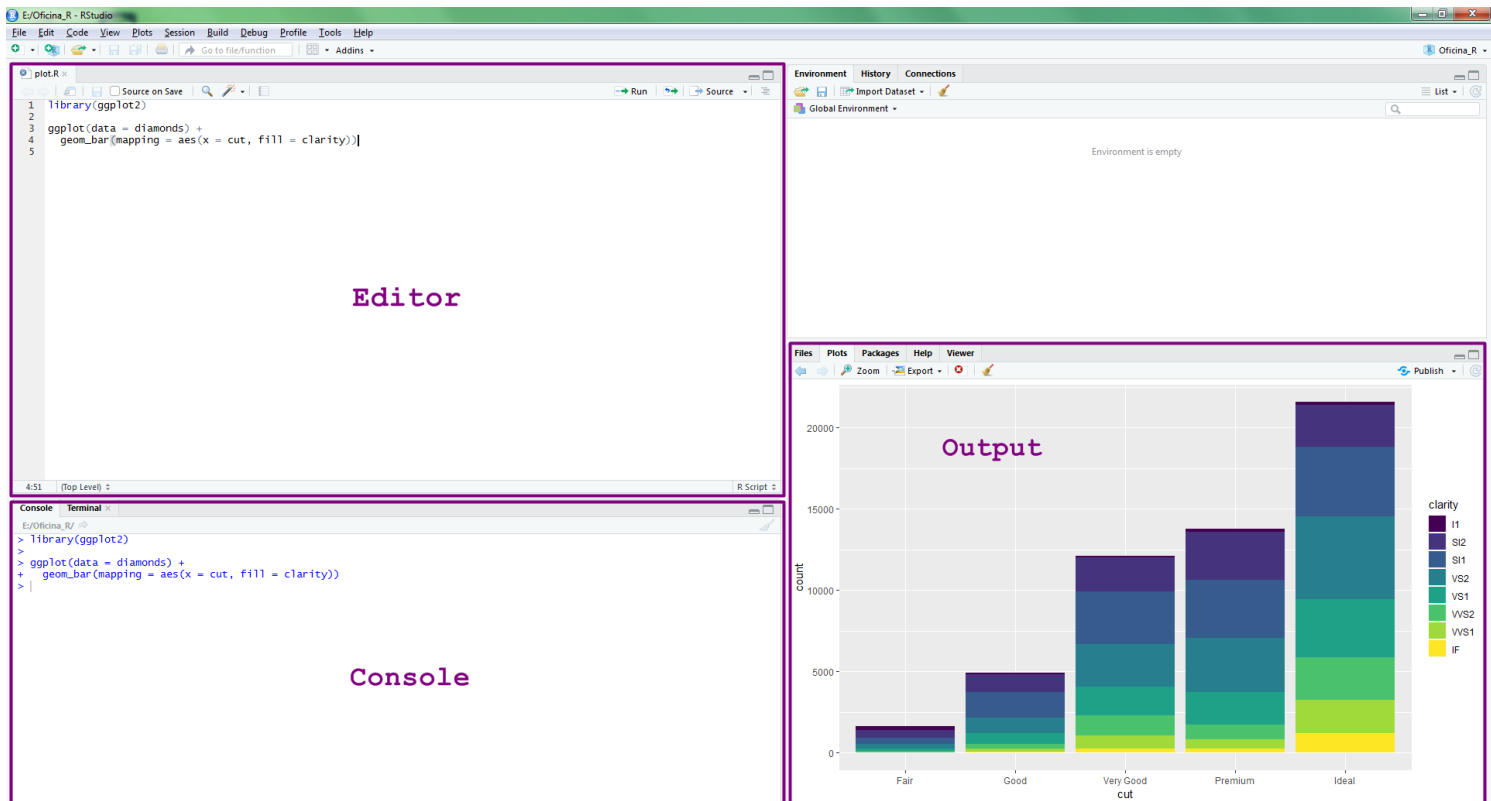 E:/Oficina_R - RStudio
File Edit Code View Plots Session Build Debug Profile Tools Help
Go to file/function Addins Oficina_R
plot.R
Source on Save Run Source
1 library(ggplot2)
2
3 ggplot(data = diamonds) +
4 geom_bar(mapping = aes(x = cut, fill = clarity))
5
Editor
4:51 (Top Level) R Script
Console Terminal
E:/Oficina_R/
> library(ggplot2)
>
> ggplot(data = diamonds) +
+ geom_bar(mapping = aes(x = cut, fill = clarity))
>
Console
Environment History Connections
Import Dataset List
Global Environment
Environment is empty
Files Plots Packages Help Viewer
Zoom Export Publish
Output
20000
15000
10000
5000
0
count
Fair Good Very Good Premium Ideal
cut
clarity
I1
SI2
SI1
VS2
VS1
VVS2
VVS1
IF